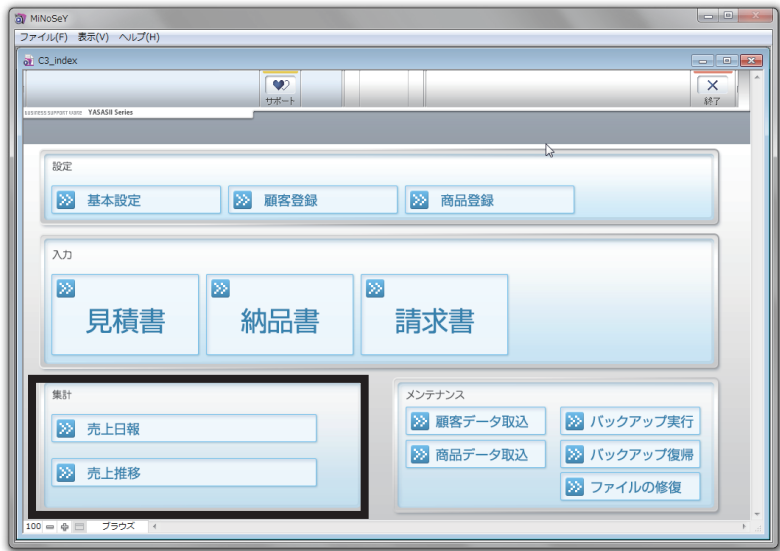 MiNoSeY
ファイル(F) 表示(V) ヘルプ(H)
C3_index
サポート
終了
BUSINESS SUPPORT WARE YASASII Series
設定
基本設定 顧客登録 商品登録
入力
見積書 納品書 請求書
集計
売上日報
売上推移
メンテナンス
顧客データ取込 バックアップ実行
商品データ取込 バックアップ復帰
ファイルの修復
100 ブラウズ